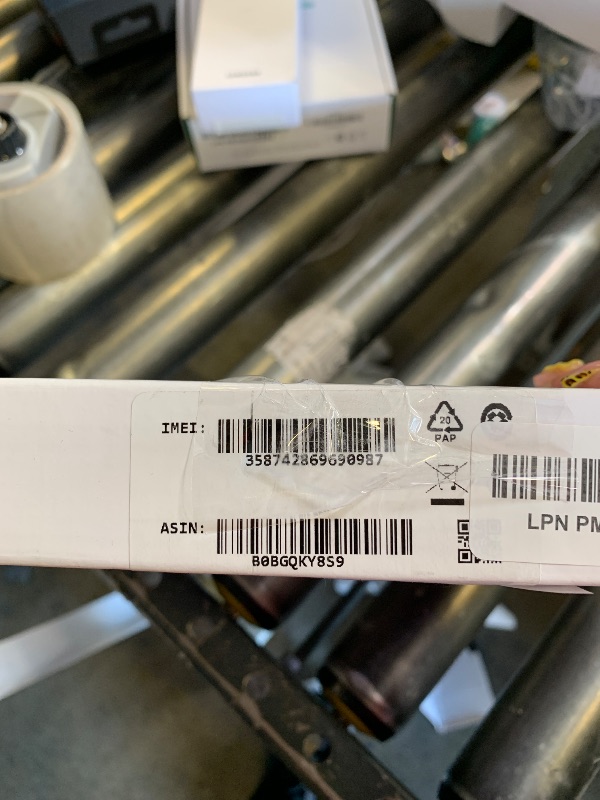 IMEI:
358742869690987
20
PAP
ASIN:
B0BGQKY8S9
LPN PM